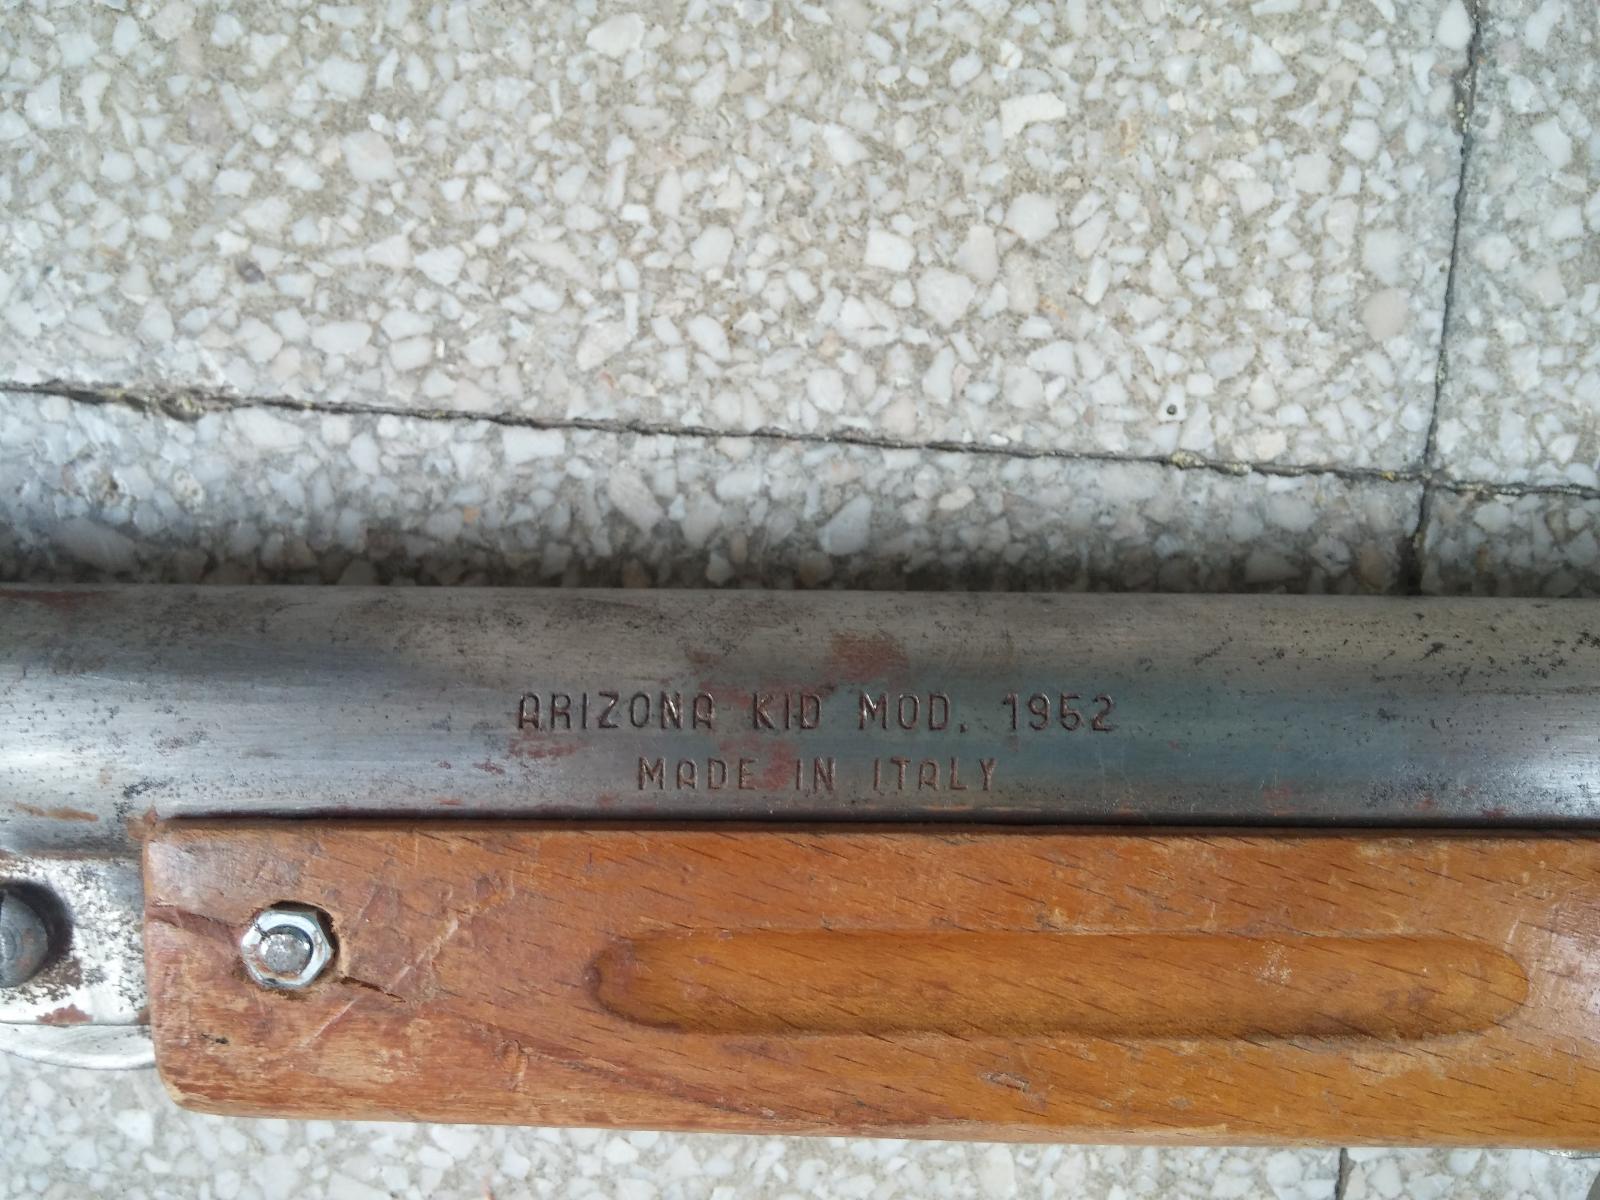 ARIZONA KID MOD. 1952
MADE IN ITALY